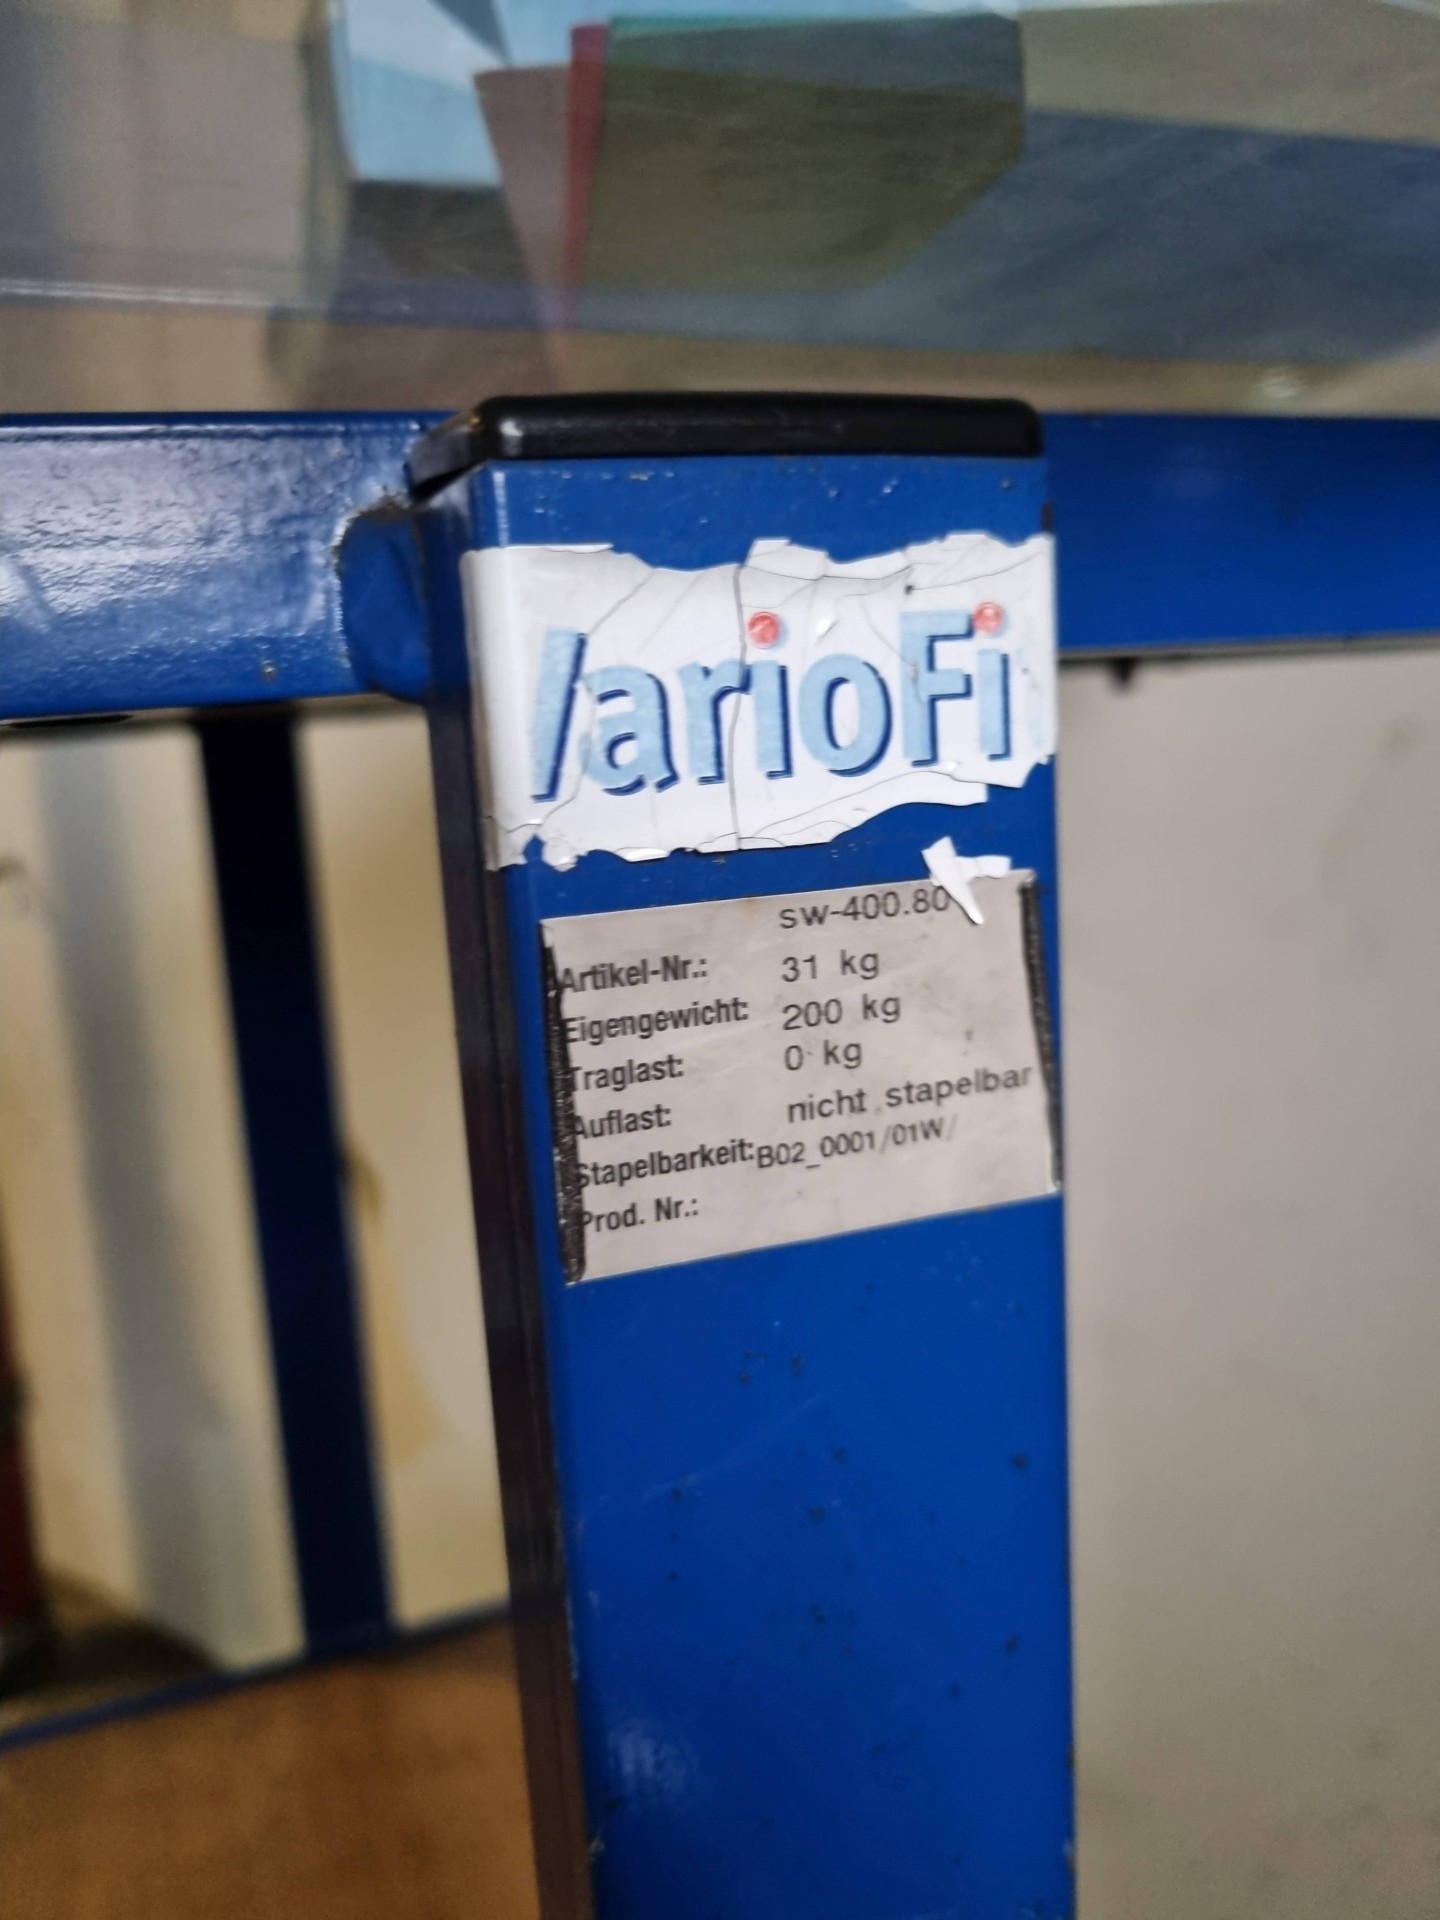 VarioFi
sw-400.80
Artikel-Nr.: 31 kg
Eigengewicht: 200 kg
Traglast: 0 kg
Auflast: nicht stapelbar
Stapelbarkeit: B02_0001/01W/
Prod. Nr.: